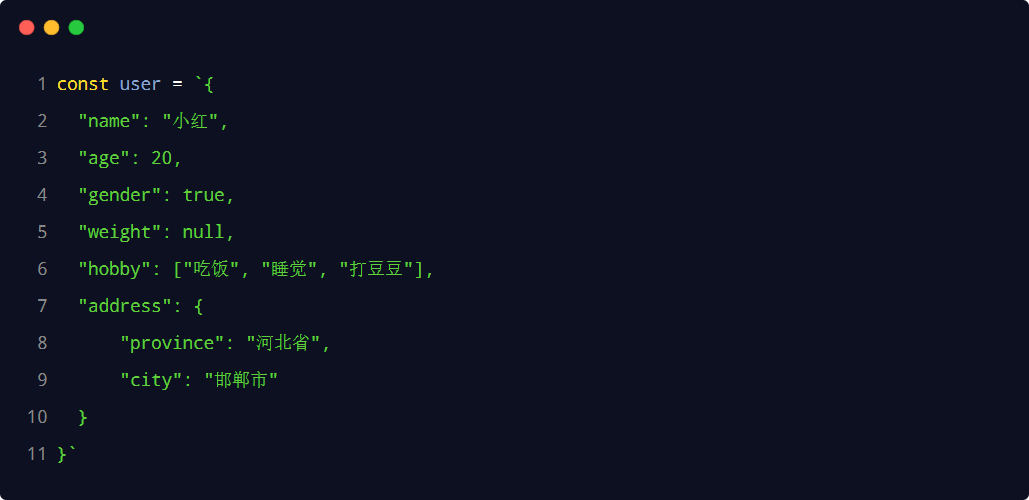 1 const user = `{
2   "name": "小红",
3   "age": 20,
4   "gender": true,
5   "weight": null,
6   "hobby": ["吃饭", "睡觉", "打豆豆"],
7   "address": {
8       "province": "河北省",
9       "city": "邯郸市"
10   }
11 }`